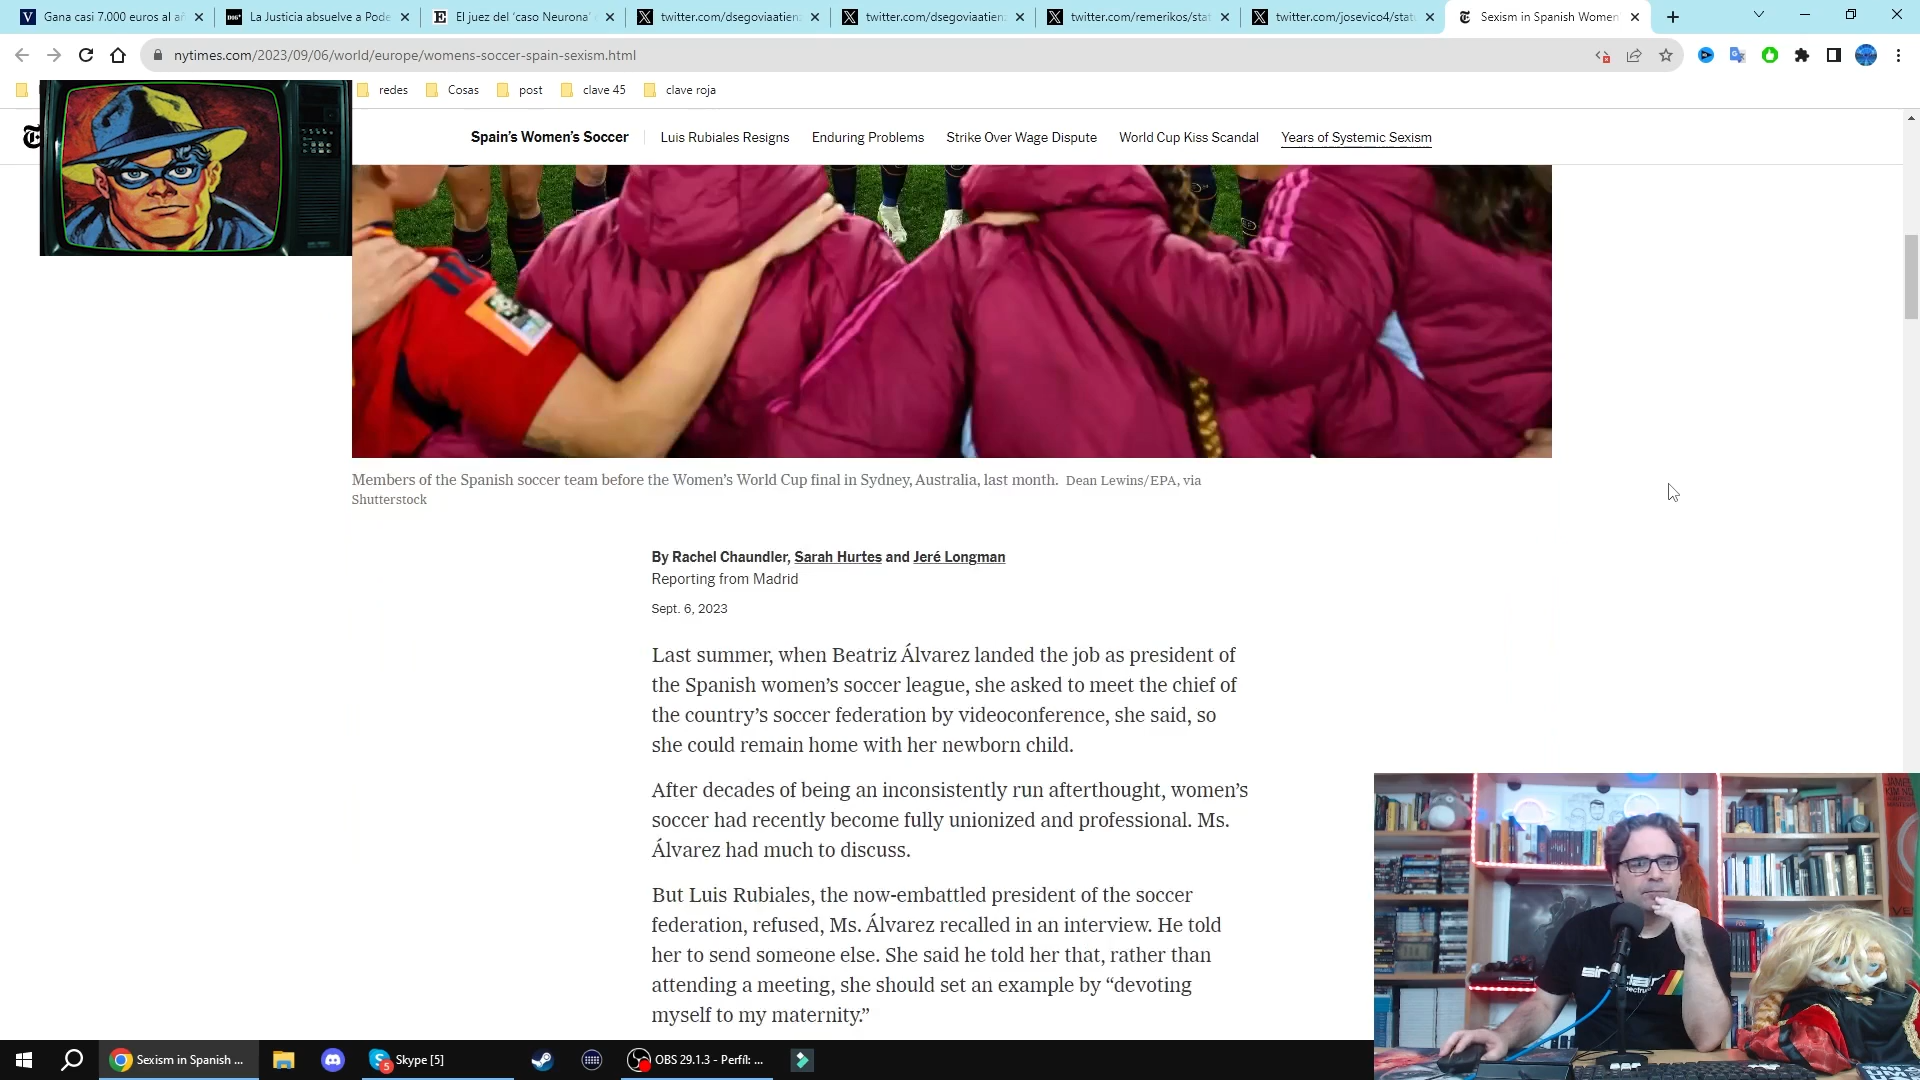 Gana casi 7.000 euros al añ
La Justicia absuelve a Pode
El juez del ‘caso Neurona’
twitter.com/dsegoviaatien
twitter.com/dsegoviaatien
twitter.com/remerikos/stat
twitter.com/josevico4/stat
Sexism in Spanish Women
nytimes.com/2023/09/06/world/europe/womens-soccer-spain-sexism.html
redes
Cosas
post
clave 45
clave roja
Spain’s Women’s Soccer
Luis Rubiales Resigns
Enduring Problems
Strike Over Wage Dispute
World Cup Kiss Scandal
Years of Systemic Sexism
Members of the Spanish soccer team before the Women’s World Cup final in Sydney, Australia, last month. Dean Lewins/EPA, via
Shutterstock
By Rachel Chaundler, Sarah Hurtes and Jeré Longman
Reporting from Madrid
Sept. 6, 2023
Last summer, when Beatriz Álvarez landed the job as president of
the Spanish women’s soccer league, she asked to meet the chief of
the country’s soccer federation by videoconference, she said, so
she could remain home with her newborn child.
After decades of being an inconsistently run afterthought, women’s
soccer had recently become fully unionized and professional. Ms.
Álvarez had much to discuss.
But Luis Rubiales, the now-embattled president of the soccer
federation, refused, Ms. Álvarez recalled in an interview. He told
her to send someone else. She said he told her that, rather than
attending a meeting, she should set an example by “devoting
myself to my maternity.”
Sexism in Spanish ...
Skype [5]
OBS 29.1.3 - Perfil: ...